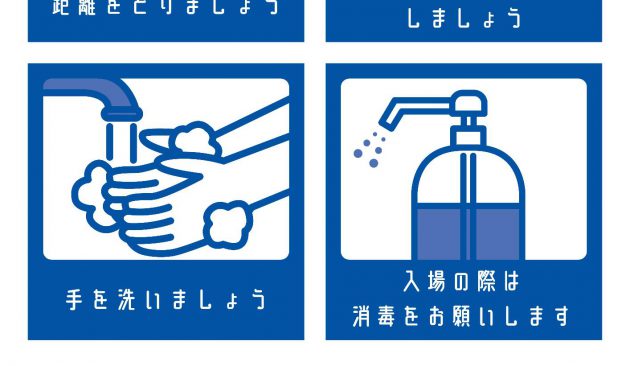 距離をとりましょう
しましょう
手を洗いましょう
入場の際は
消毒をお願いします